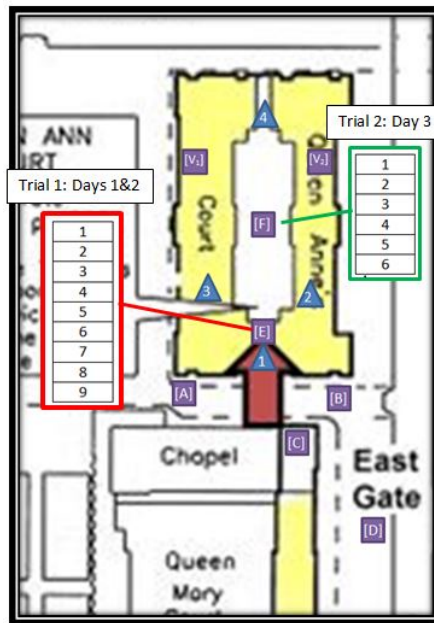 4
N ANN
URT
Trial 2: Day 3
[V₁]
[V₂]
1
2
3
4
5
6
Trial 1: Days 1&2
1
2
3
4
5
6
7
8
9
Court
Anne's
[F]
3
2
[E]
1
[A]
[B]
[C]
Chapel
East
Gate
[D]
Queen
Mary